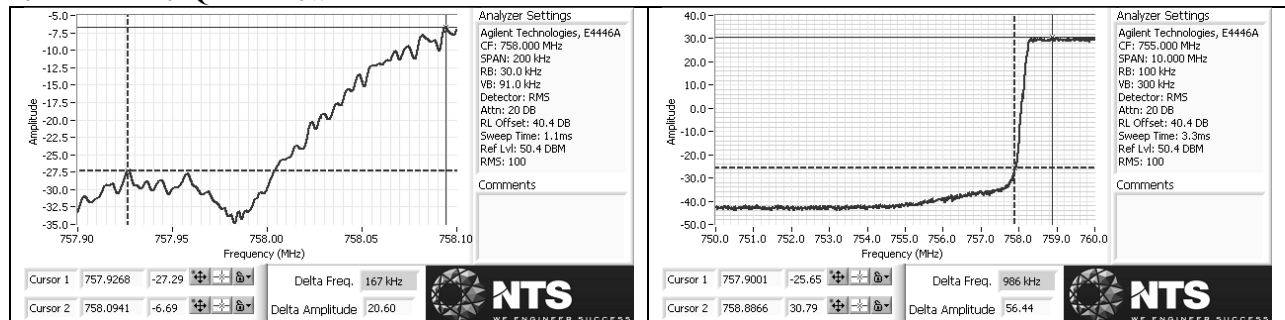 -5.0
-7.5
-10.0
-12.5
-15.0
-17.5
-20.0
-22.5
-25.0
-27.5
-30.0
-32.5
-35.0
Amplitude
757.90
757.95
758.00
758.05
758.10
Frequency (MHz)
Analyzer Settings
Agilent Technologies, E4446A
CF: 758.000 MHz
SPAN: 200 kHz
RB: 30.0 kHz
VB: 91.0 kHz
Detector: RMS
Attn: 20 DB
RL Offset: 40.4 DB
Sweep Time: 1.1ms
Ref Lvl: 50.4 DBM
RMS: 100
Comments
Cursor 1 757.9268 -27.29
Cursor 2 758.0941 -6.69
Delta Freq. 167 kHz
Delta Amplitude 20.60
NTS
WE ENGINEER SUCCESS
40.0
30.0
20.0
10.0
0.0
-10.0
-20.0
-30.0
-40.0
-50.0
Amplitude
750.0
751.0
752.0
753.0
754.0
755.0
756.0
757.0
758.0
759.0
760.0
Frequency (MHz)
Analyzer Settings
Agilent Technologies, E4446A
CF: 755.000 MHz
SPAN: 10.000 MHz
RB: 100 kHz
VB: 300 kHz
Detector: RMS
Attn: 20 DB
RL Offset: 40.4 DB
Sweep Time: 3.3ms
Ref Lvl: 50.4 DBM
RMS: 100
Comments
Cursor 1 757.9001 -25.65
Cursor 2 758.8866 30.79
Delta Freq. 986 kHz
Delta Amplitude 56.44
NTS
WE ENGINEER SUCCESS